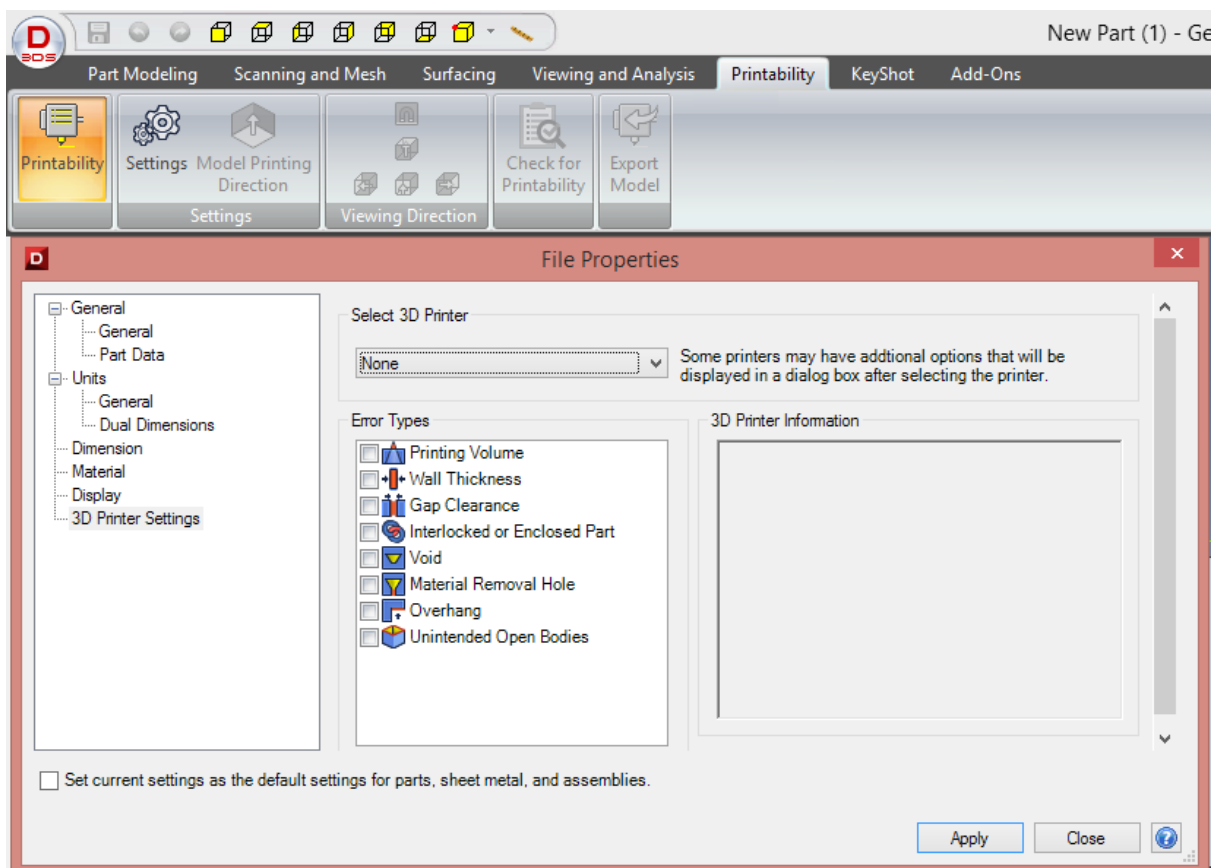 D
3DS
New Part (1) - Ge
Part Modeling
Scanning and Mesh
Surfacing
Viewing and Analysis
Printability
KeyShot
Add-Ons
Printability
Settings
Model Printing
Direction
Check for
Printability
Export
Model
Settings
Viewing Direction
D
File Properties
General
General
Part Data
Units
General
Dual Dimensions
Dimension
Material
Display
3D Printer Settings
Select 3D Printer
None
Some printers may have addtional options that will be
displayed in a dialog box after selecting the printer.
Error Types
Printing Volume
Wall Thickness
Gap Clearance
Interlocked or Enclosed Part
Void
Material Removal Hole
Overhang
Unintended Open Bodies
3D Printer Information
Set current settings as the default settings for parts, sheet metal, and assemblies.
Apply
Close
?